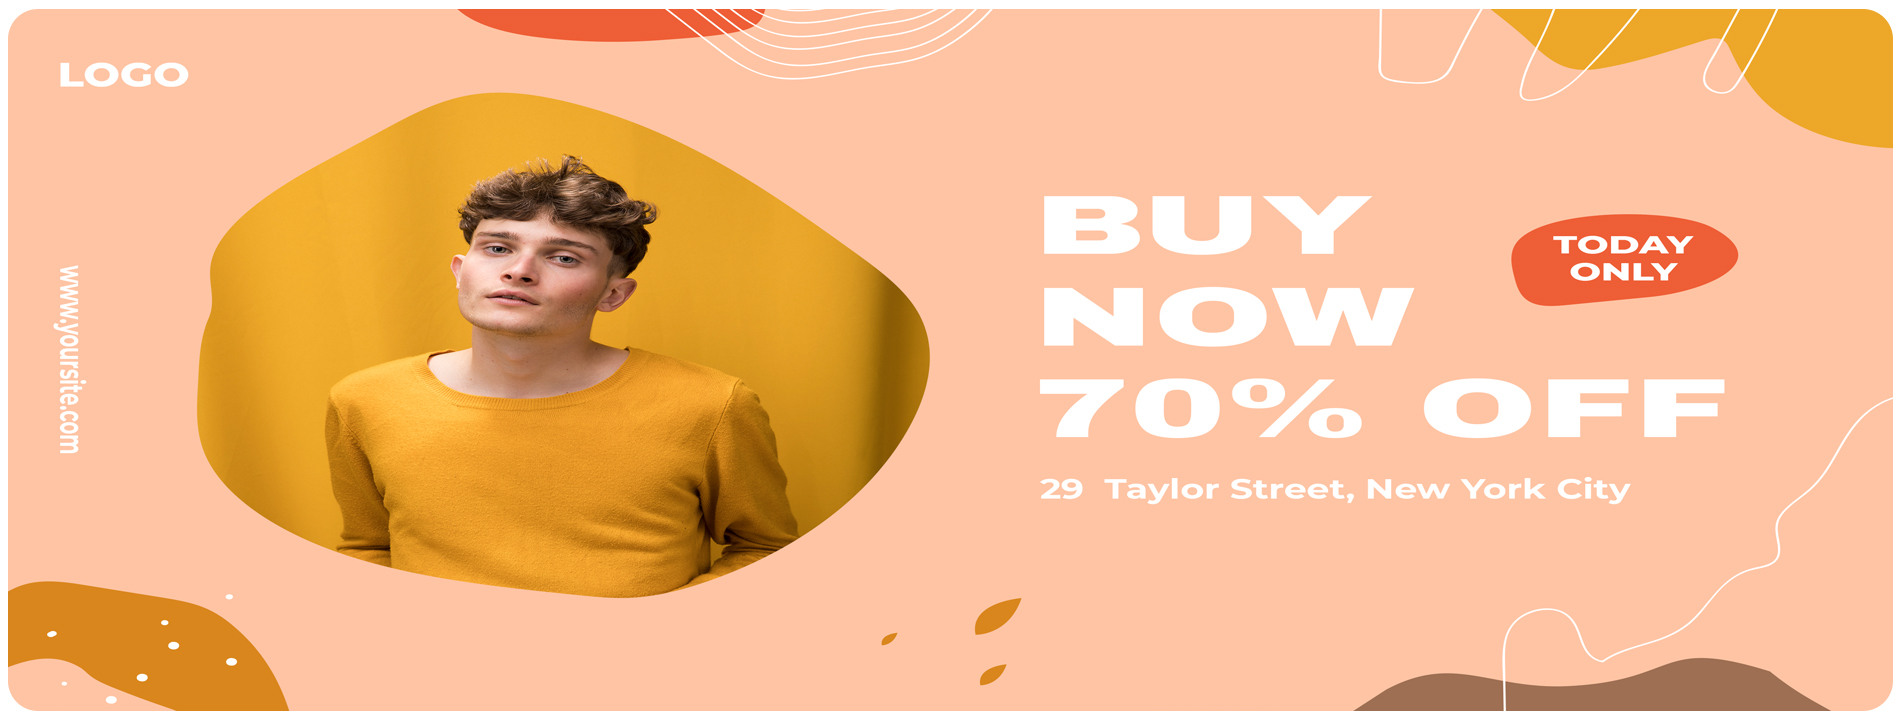 LOGO
www.yoursite.com
BUY
NOW
70% OFF
TODAY
ONLY
29 Taylor Street, New York City